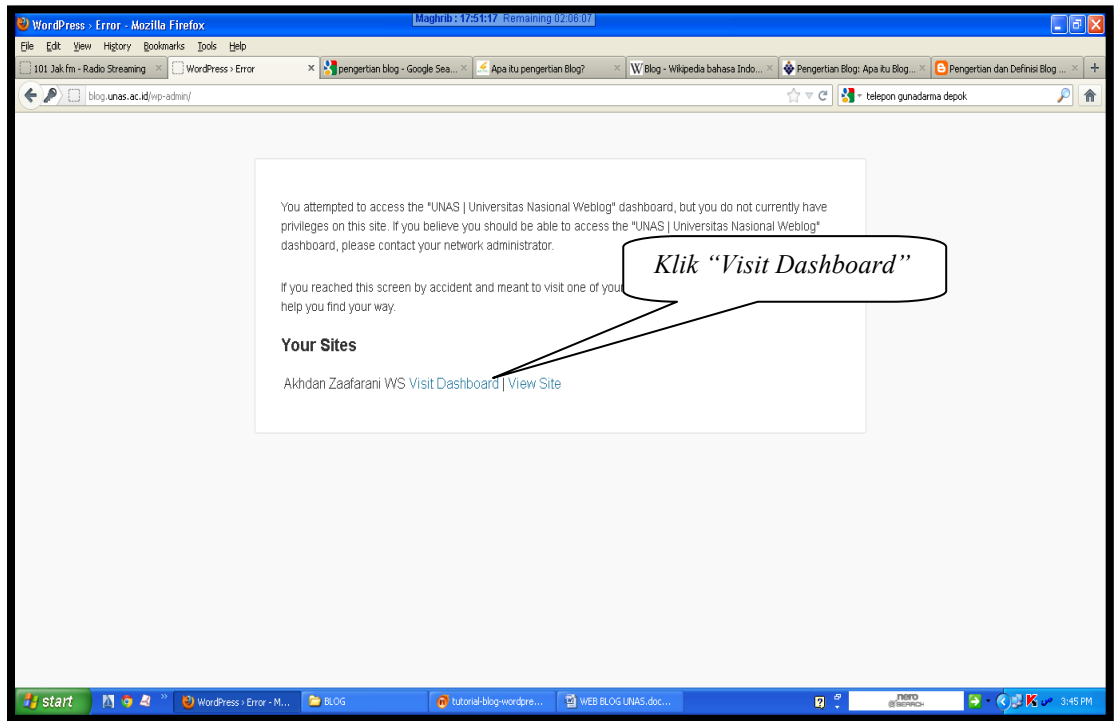 WordPress › Error - Mozilla Firefox
Maghrib : 17:51:17 Remaining 02:06:07
File Edit View History Bookmarks Tools Help
101 Jak fm - Radio Streaming
WordPress › Error
pengertian blog - Google Sea...
Apa itu pengertian Blog?
Blog - Wikipedia bahasa Indo...
Pengertian Blog: Apa itu Blog...
Pengertian dan Definisi Blog ...
blog.unas.ac.id/wp-admin/
telepon gunadarma depok
You attempted to access the "UNAS | Universitas Nasional Weblog" dashboard, but you do not currently have
privileges on this site. If you believe you should be able to access the "UNAS | Universitas Nasional Weblog"
dashboard, please contact your network administrator.
Klik “Visit Dashboard”
If you reached this screen by accident and meant to visit one of your
help you find your way.
Your Sites
Akhdan Zaafarani WS Visit Dashboard | View Site
start
WordPress › Error - M...
BLOG
tutorial-blog-wordpre...
WEB BLOG UNAS.doc...
nero
SEARCH
3:45 PM